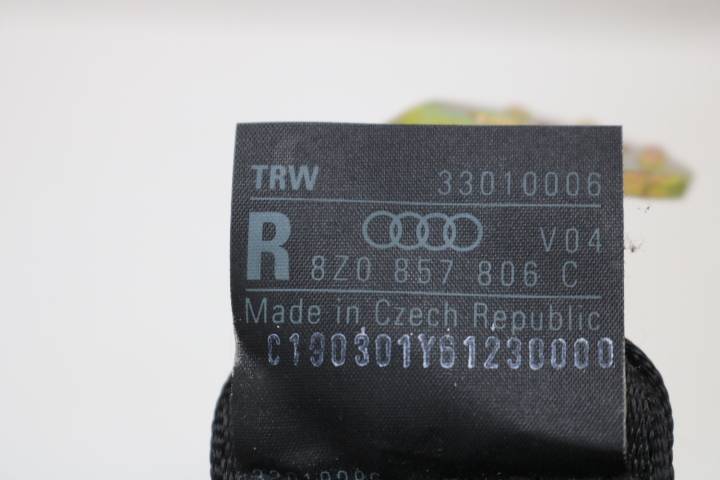 TRW 33010006
R V04
8Z0 857 806 C
Made in Czech Republic
C190301Y61230000